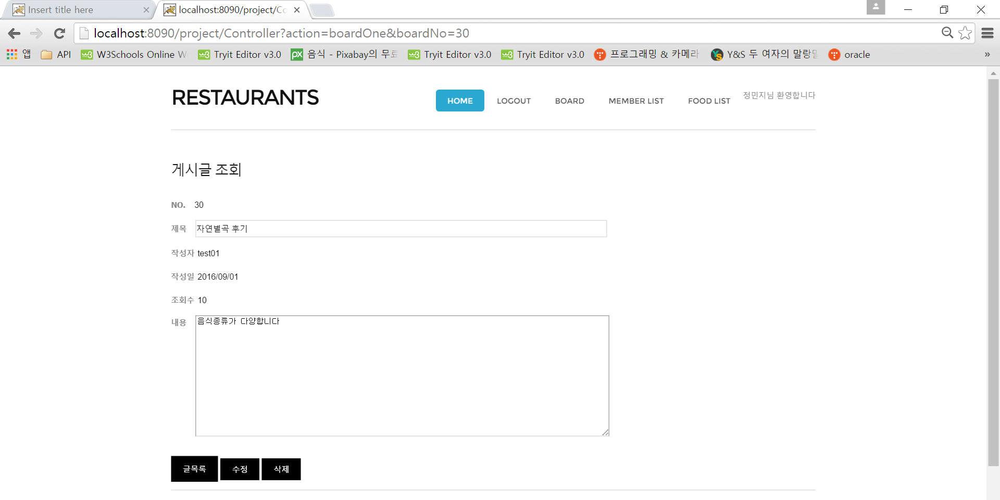 Insert title here
localhost:8090/project/Co
localhost:8090/project/Controller?action=boardOne&boardNo=30
앱 API W3Schools Online W Tryit Editor v3.0 음식 - Pixabay의 무료 Tryit Editor v3.0 Tryit Editor v3.0 프로그래밍 & 카메라 Y&S 두 여자의 말랑말 oracle »
RESTAURANTS
HOME LOGOUT BOARD MEMBER LIST FOOD LIST 정민지님 환영합니다
게시글 조회
NO. 30
제목 자연별곡 후기
작성자 test01
작성일 2016/09/01
조회수 10
내용 음식종류가 다양합니다
글목록 수정 삭제